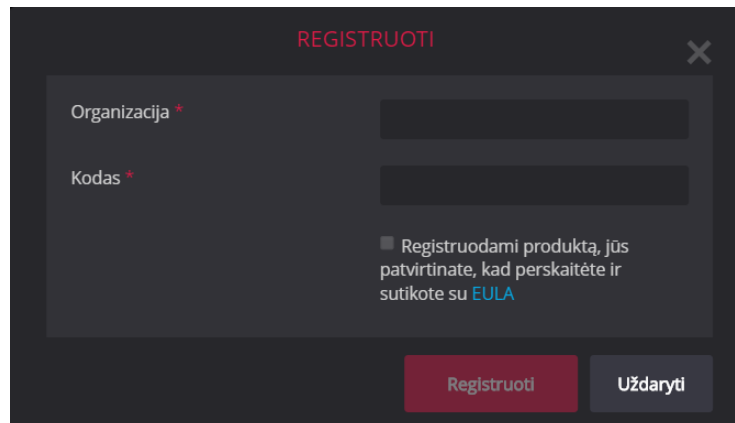 REGISTRUOTI
Organizacija *
Kodas *
Registruodami produktą, jūs
patvirtinate, kad perskaitėte ir
sutikote su EULA
Registruoti
Uždaryti